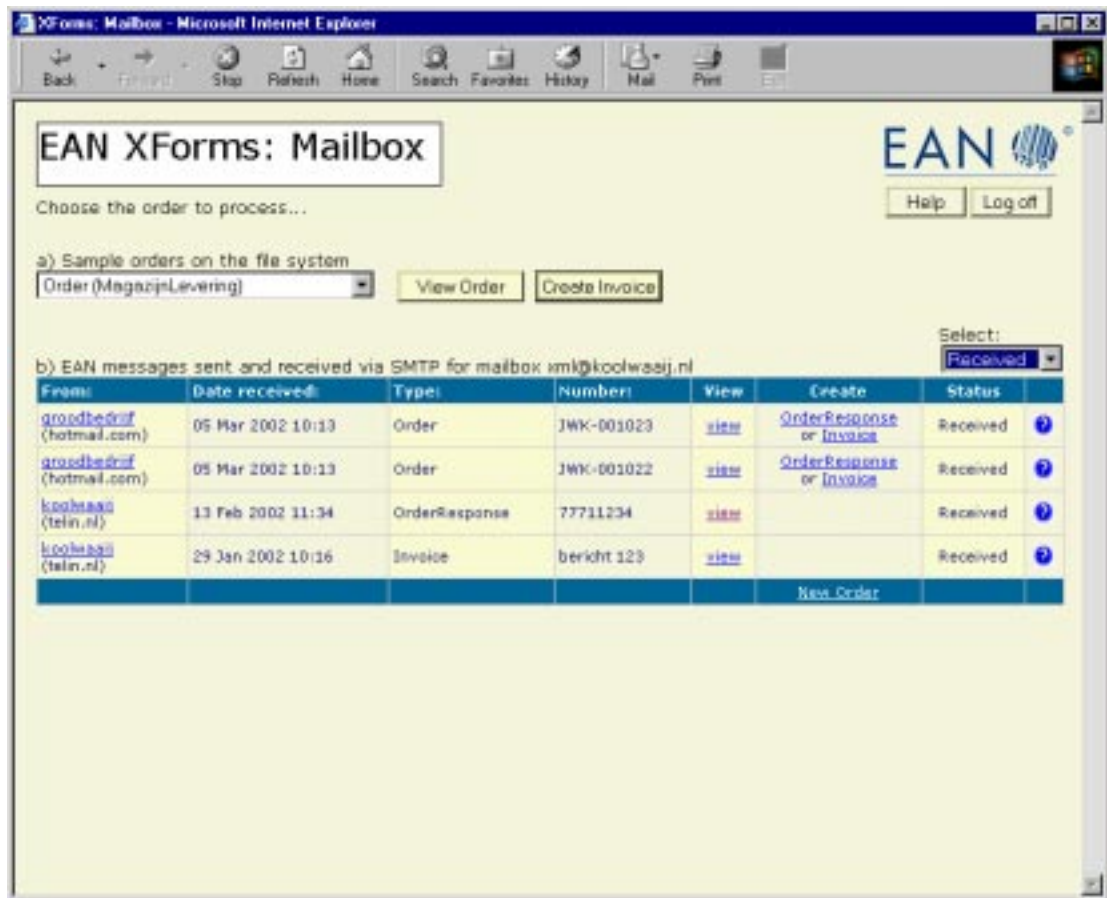 XForms: Mailbox - Microsoft Internet Explorer
Back Forward Stop Refresh Home Search Favorites History Mail Print Edit
EAN XForms: Mailbox
EAN
Choose the order to process...
Help Log off
a) Sample orders on the file system
Order (MagazijnLevering) View Order Create Invoice
Select:
Received
b) EAN messages sent and received via SMTP for mailbox xml@koolwaaij.nl
From: Date received: Type: Number: View Create Status
groodbedrijf 05 Mar 2002 10:13 Order JWK-001023 view OrderResponse Received
(hotmail.com) or Invoice
groodbedrijf 05 Mar 2002 10:13 Order JWK-001022 view OrderResponse Received
(hotmail.com) or Invoice
koolwaaij 13 Feb 2002 11:34 OrderResponse 77711234 view Received
(telin.nl)
koolwaaij 29 Jan 2002 10:16 Invoice bericht 123 view Received
(telin.nl)
New Order